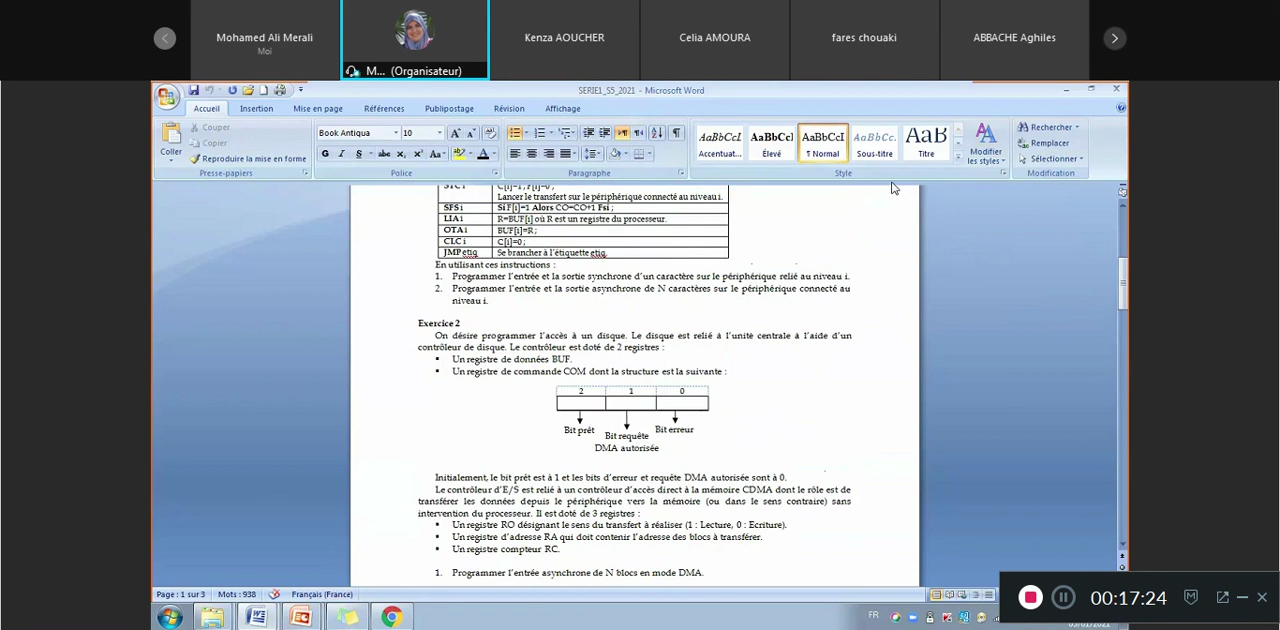 Mohamed Ali Merali
Moi
M... (Organisateur)
Kenza AOUCHER
Celia AMOURA
fares chouaki
ABBACHE Aghiles
SERIE1_S5_2021 - Microsoft Word
Accueil Insertion Mise en page Références Publipostage Révision Affichage
Coller
Couper
Copier
Reproduire la mise en forme
Presse-papiers
Book Antiqua 10
Police
Paragraphe
AaBbCcI AaBbCcI AaBbCcI AaBbCc. AaB
Accentuat... Élevé ¶ Normal Sous-titre Titre
Modifier les styles
Style
Rechercher
Remplacer
Sélectionner
Modification
STC i C[i]=1 ; F[i]=0 ;
Lancer le transfert sur le périphérique connecté au niveau i.
SFS i Si F[i]=1 Alors CO=CO+1 Fsi ;
LIA i R=BUF[i] où R est un registre du processeur.
OTA i BUF[i]=R ;
CLC i C[i]=0 ;
JMP etiq Se brancher à l'étiquette etiq.
En utilisant ces instructions :
1. Programmer l'entrée et la sortie synchrone d'un caractère sur le périphérique relié au niveau i.
2. Programmer l'entrée et la sortie asynchrone de N caractères sur le périphérique connecté au
niveau i.
Exercice 2
On désire programmer l'accès à un disque. Le disque est relié à l'unité centrale à l'aide d'un
contrôleur de disque. Le contrôleur est doté de 2 registres :
▪ Un registre de données BUF.
▪ Un registre de commande COM dont la structure est la suivante :
2 1 0
Bit prêt Bit requête Bit erreur
DMA autorisée
Initialement, le bit prêt est à 1 et les bits d'erreur et requête DMA autorisée sont à 0.
Le contrôleur d'E/S est relié à un contrôleur d'accès direct à la mémoire CDMA dont le rôle est de
transférer les données depuis le périphérique vers la mémoire (ou dans le sens contraire) sans
intervention du processeur. Il est doté de 3 registres :
▪ Un registre RO désignant le sens du transfert à réaliser (1 : Lecture, 0 : Ecriture).
▪ Un registre d'adresse RA qui doit contenir l'adresse des blocs à transférer.
▪ Un registre compteur RC.
1. Programmer l'entrée asynchrone de N blocs en mode DMA.
Page : 1 sur 3 Mots : 938 Français (France)
FR
00:17:24